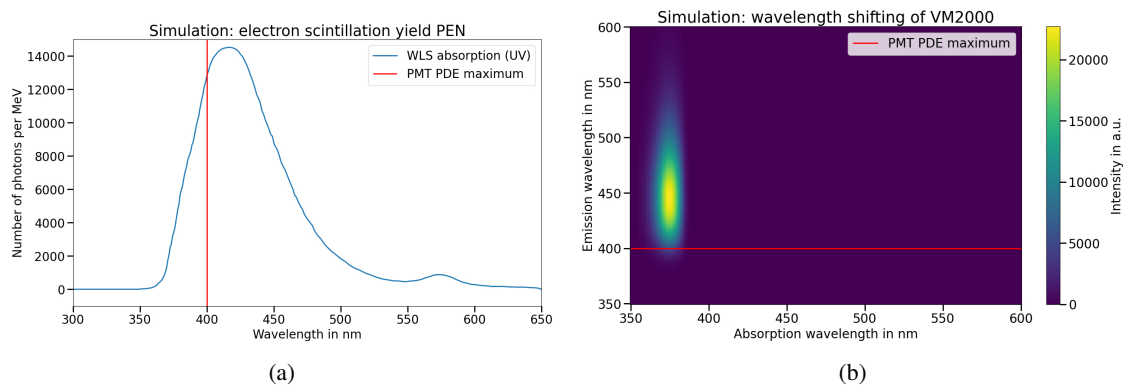 Simulation: electron scintillation yield PEN
WLS absorption (UV)
PMT PDE maximum
Number of photons per MeV
14000
12000
10000
8000
6000
4000
2000
0
300
350
400
450
500
550
600
650
Wavelength in nm
(a)
Simulation: wavelength shifting of VM2000
PMT PDE maximum
Emission wavelength in nm
600
550
500
450
400
350
350
400
450
500
550
600
Absorption wavelength in nm
20000
15000
10000
5000
0
Intensity in a.u.
(b)